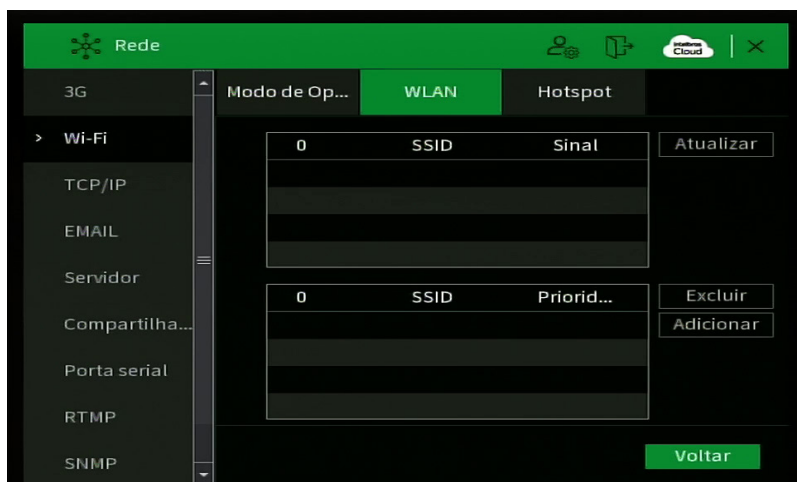 Rede
intelbras Cloud
3G
> Wi-Fi
TCP/IP
EMAIL
Servidor
Compartilha...
Porta serial
RTMP
SNMP
Modo de Op... WLAN Hotspot
0 SSID Sinal
Atualizar
0 SSID Priorid...
Excluir
Adicionar
Voltar